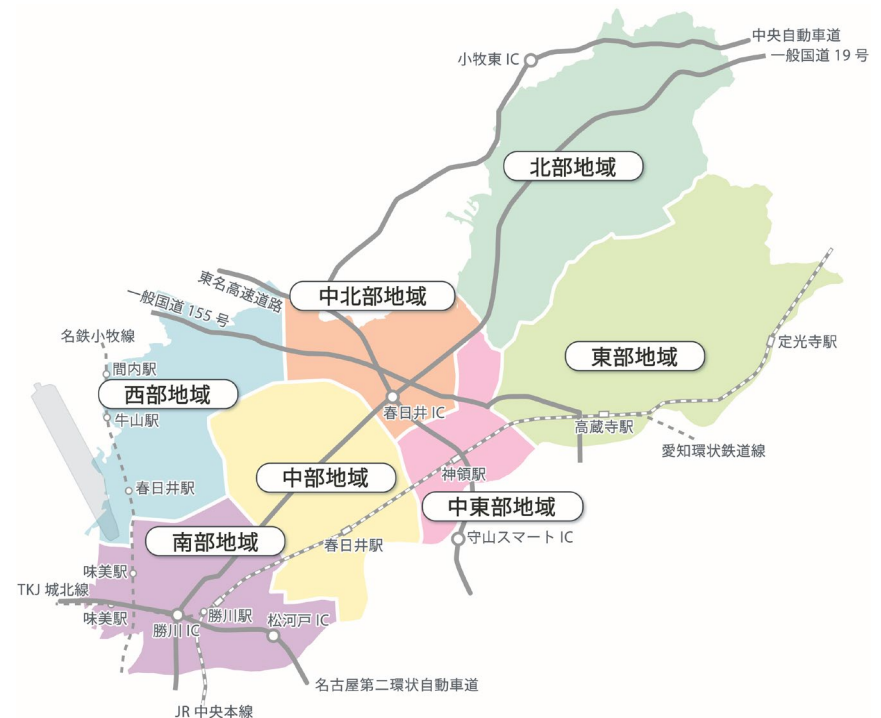 中央自動車道
小牧東 IC
一般国道 19 号
北部地域
東名高速道路
中北部地域
一般国道 155 号
名鉄小牧線
間内駅
西部地域
牛山駅
東部地域
定光寺駅
春日井 IC
高蔵寺駅
愛知環状鉄道線
中部地域
神領駅
春日井駅
中東部地域
南部地域
春日井駅
守山スマート IC
味美駅
TKJ 城北線
味美駅
勝川 IC
勝川駅
松河戸 IC
名古屋第二環状自動車道
JR 中央本線